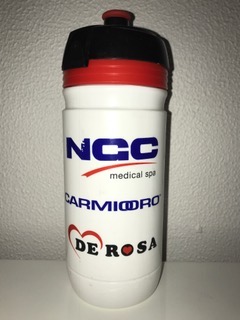 NGC
medical spa
CARMIOORO
DE ROSA